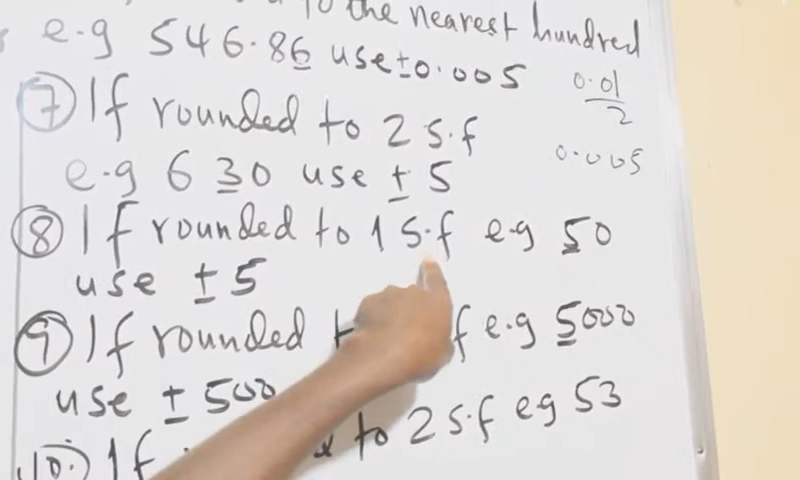 to the nearest hundred
e.g 546.86 use ±0.005
0.01
2
0.005
⑦ If rounded to 2 s.f
e.g 630 use ± 5
⑧ If rounded to 1 s.f e.g 50
use ± 5
⑨ If rounded f e.g 5000
use ± 500
10. If to 2 s.f eg 53